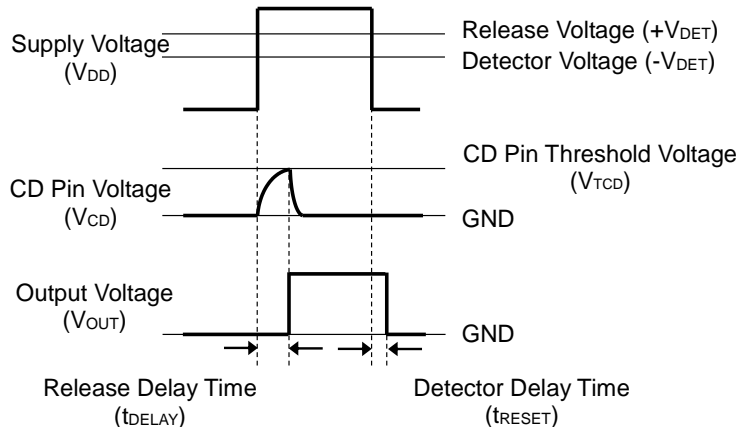 Supply Voltage
(VDD)
Release Voltage (+VDET)
Detector Voltage (-VDET)
CD Pin Threshold Voltage
(VTCD)
CD Pin Voltage
(VCD)
GND
Output Voltage
(VOUT)
GND
Release Delay Time
(tDELAY)
Detector Delay Time
(tRESET)